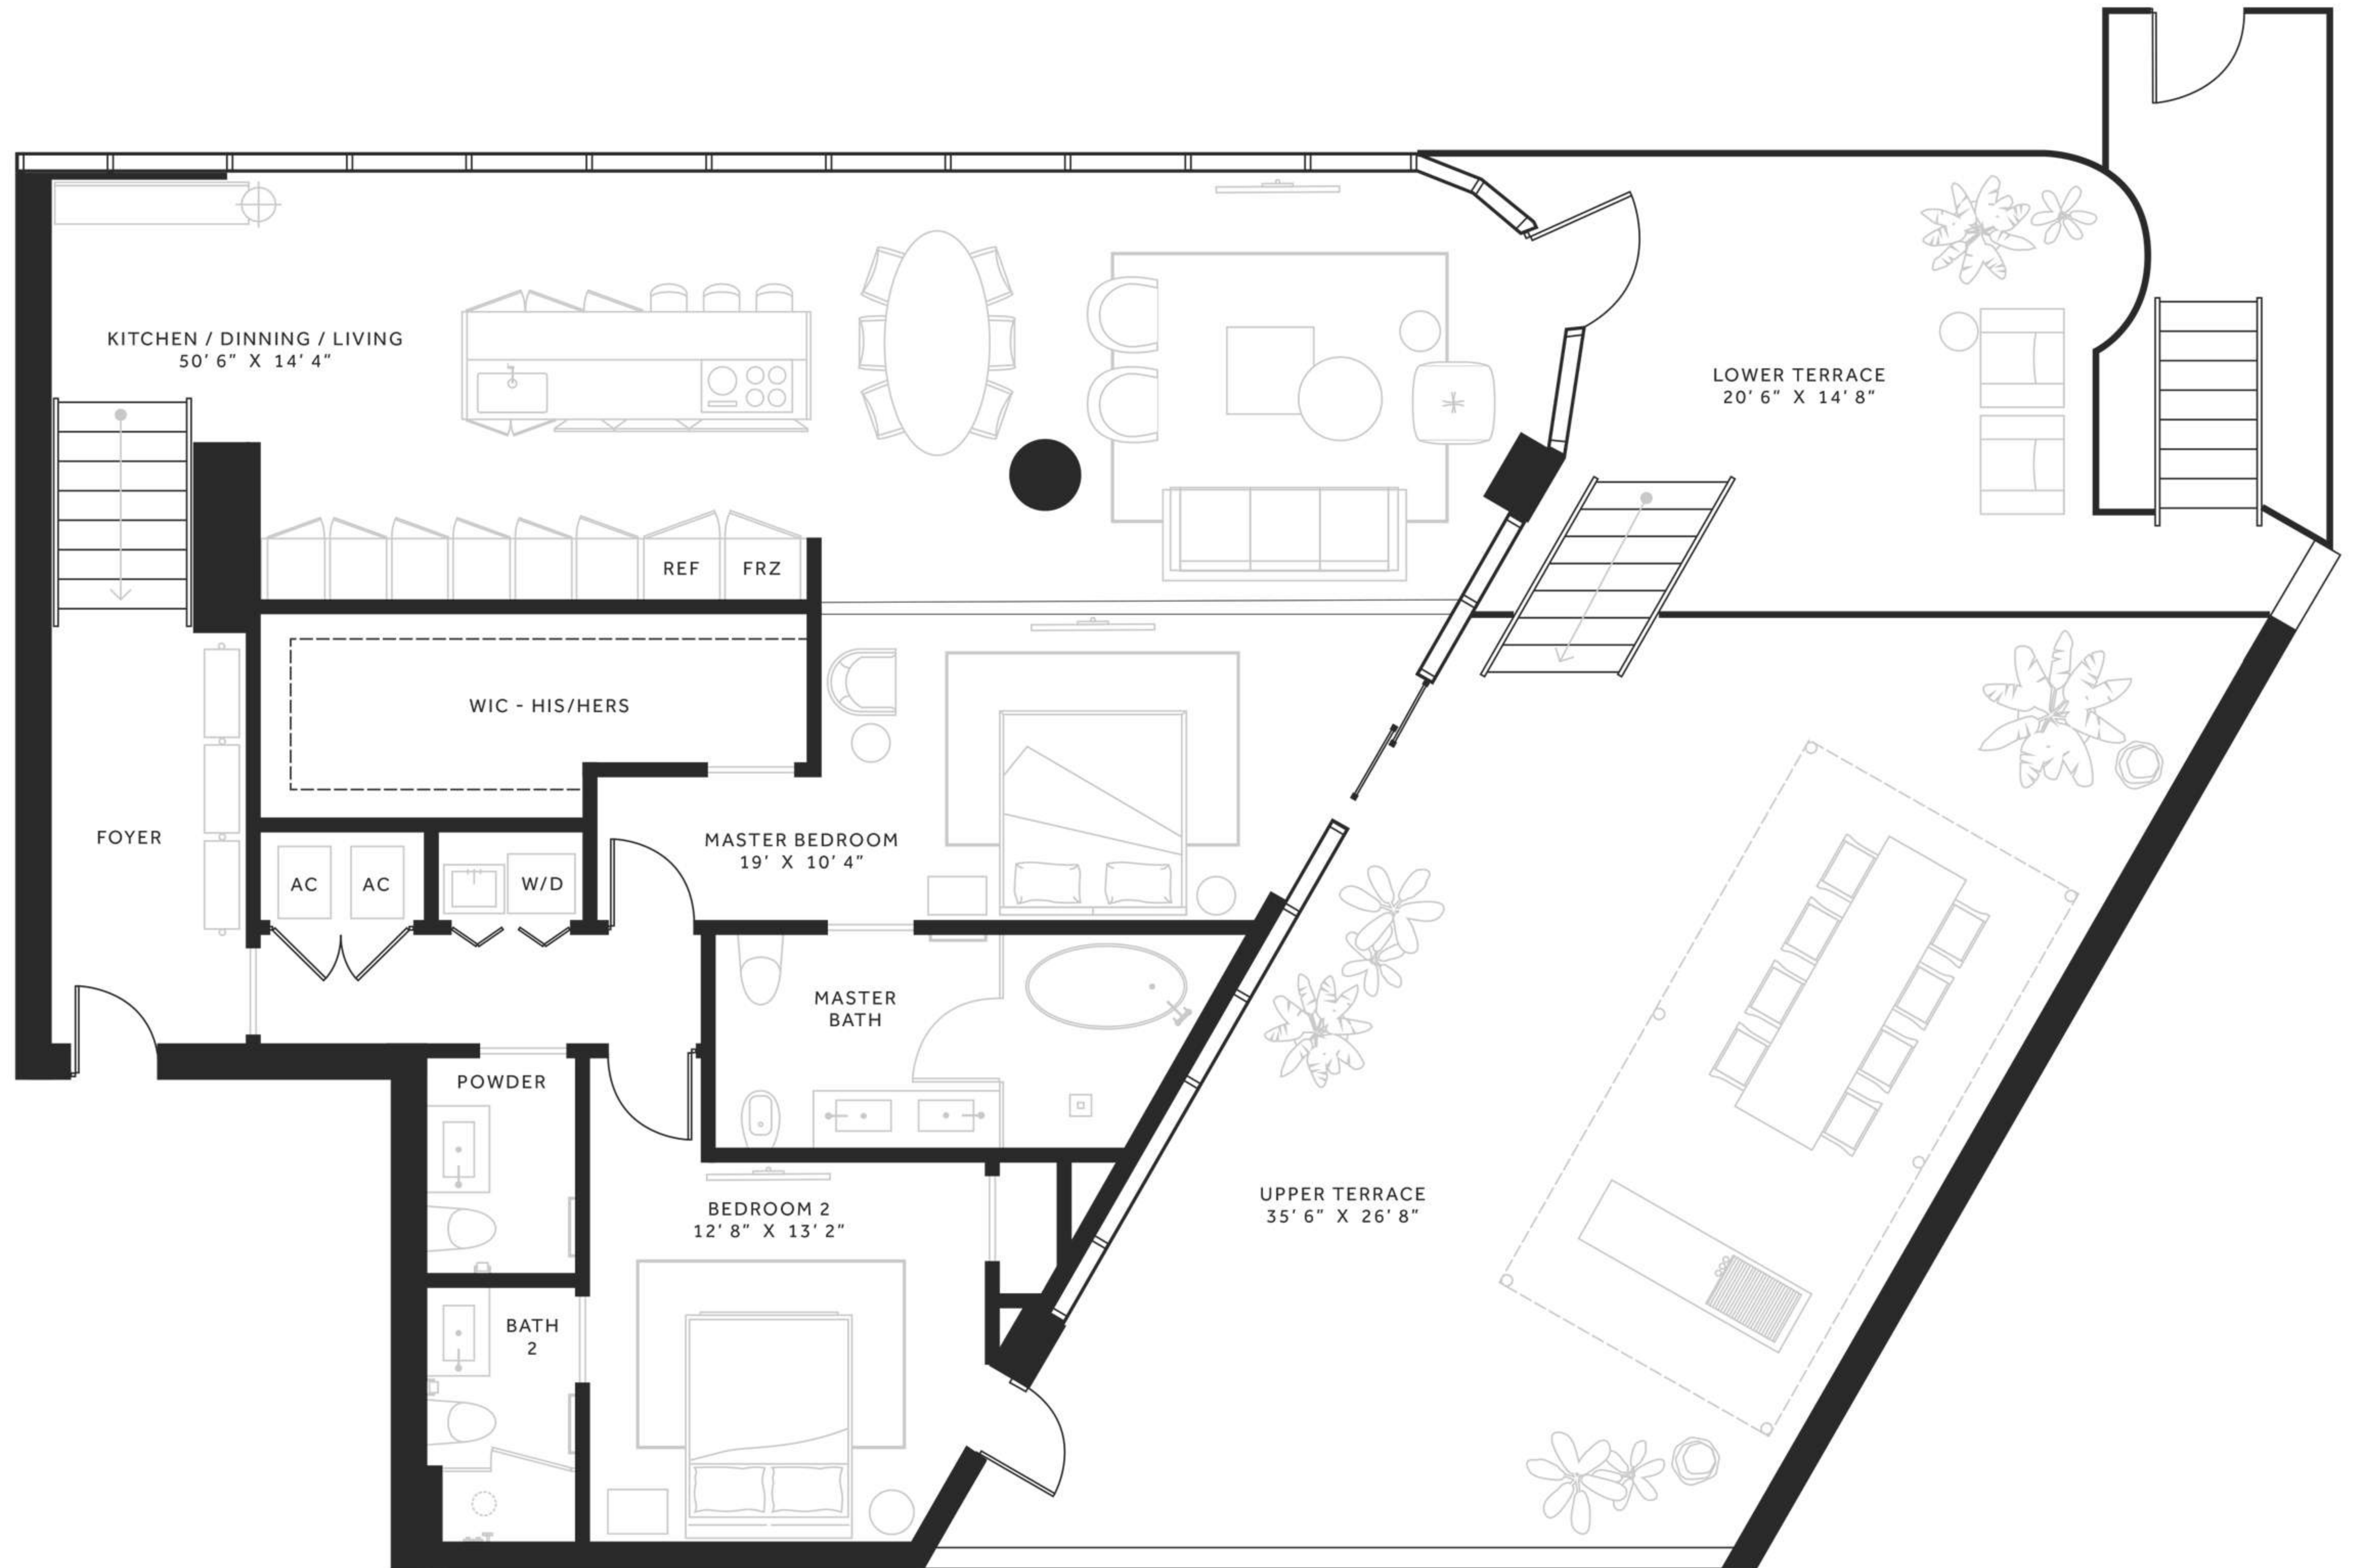 KITCHEN / DINNING / LIVING
50' 6" X 14' 4"
LOWER TERRACE
20' 6" X 14' 8"
REF
FRZ
WIC - HIS/HERS
FOYER
MASTER BEDROOM
19' X 10' 4"
AC
AC
W/D
MASTER
BATH
POWDER
BEDROOM 2
12' 8" X 13' 2"
UPPER TERRACE
35' 6" X 26' 8"
BATH
2